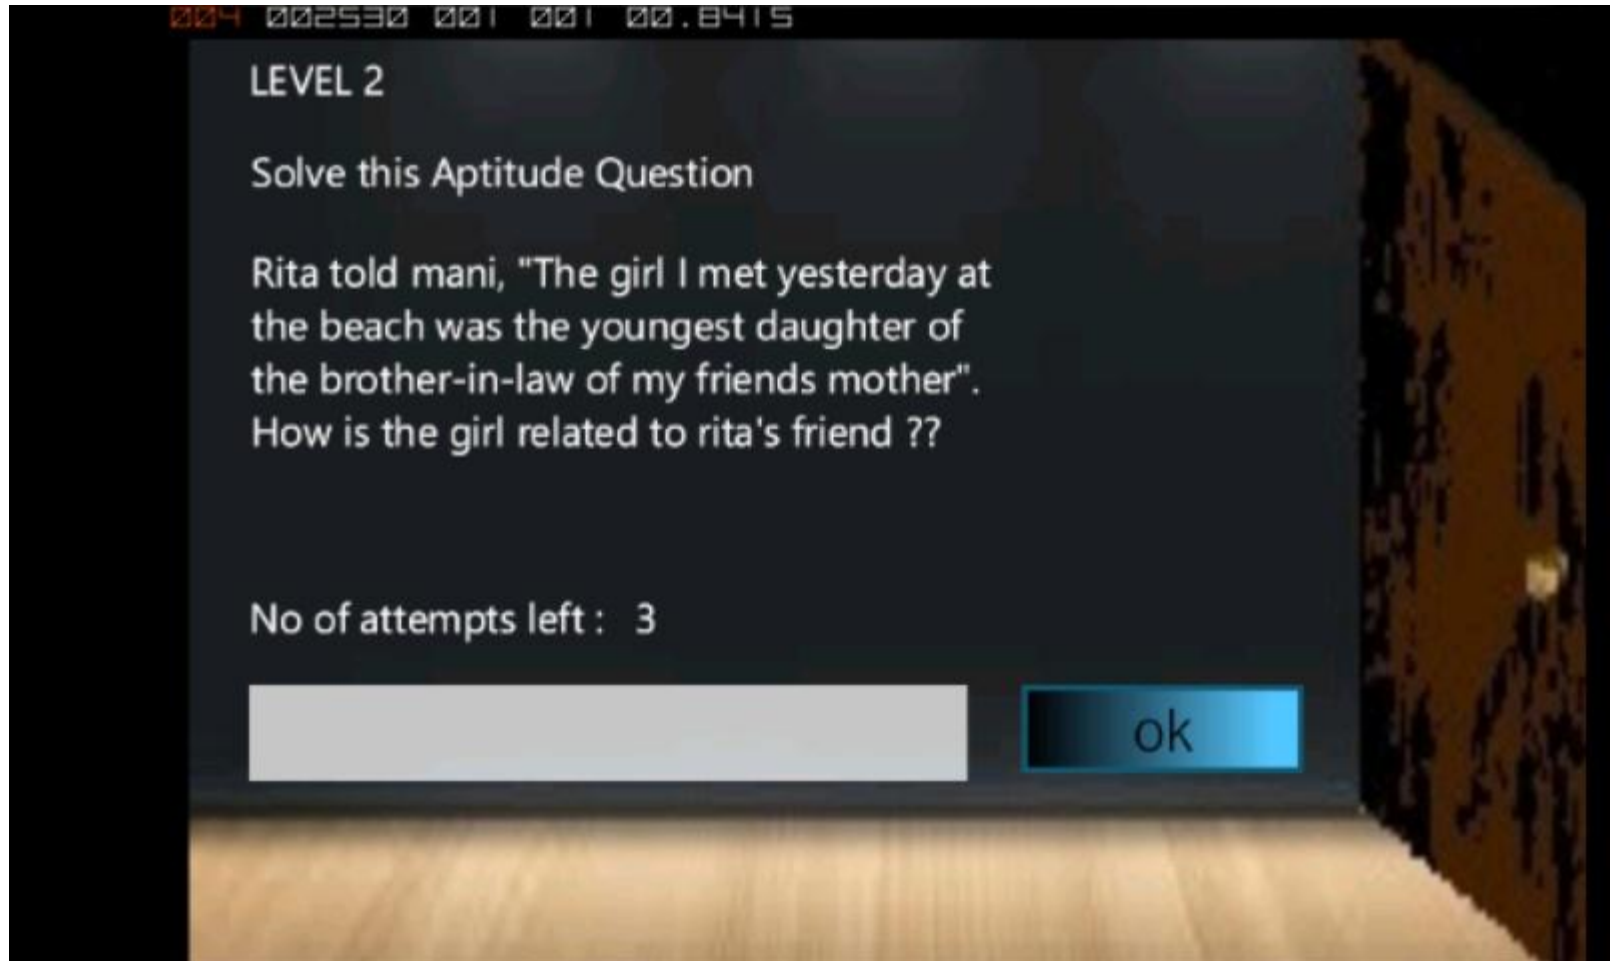 004 002530 001 001 00.8415
LEVEL 2
Solve this Aptitude Question
Rita told mani, "The girl I met yesterday at
the beach was the youngest daughter of
the brother-in-law of my friends mother".
How is the girl related to rita's friend ??
No of attempts left : 3
ok